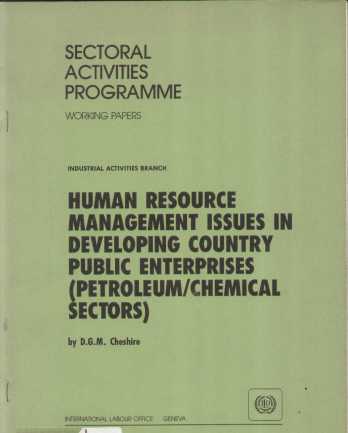 SECTORAL
ACTIVITIES
PROGRAMME
WORKING PAPERS
INDUSTRIAL ACTIVITIES BRANCH
HUMAN RESOURCE
MANAGEMENT ISSUES IN
DEVELOPING COUNTRY
PUBLIC ENTERPRISES
(PETROLEUM/CHEMICAL
SECTORS)
by D.G.M. Cheshire
INTERNATIONAL LABOUR OFFICE GENEVA